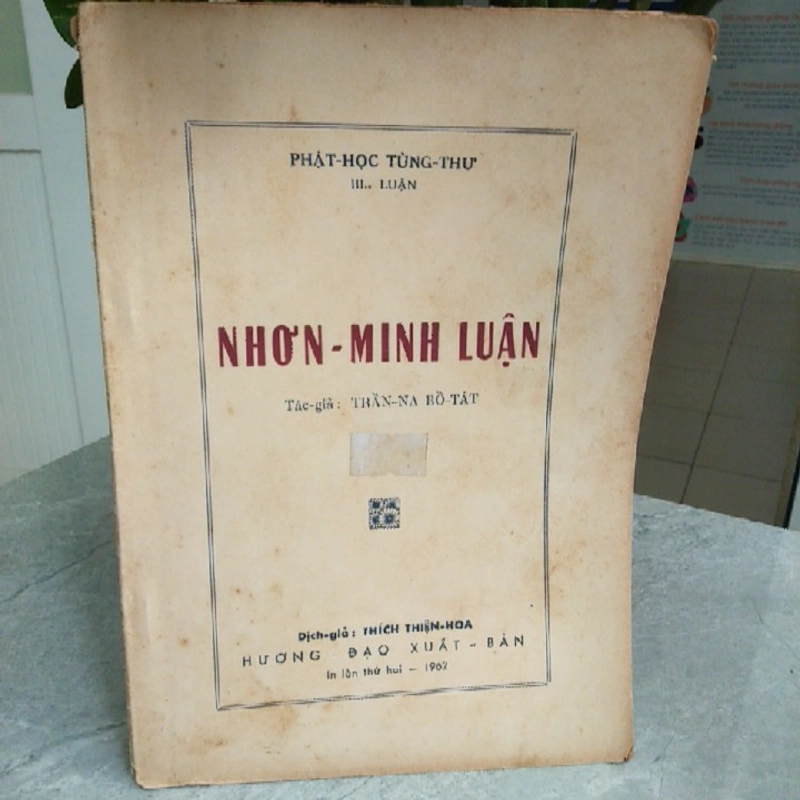 PHẬT-HỌC TÙNG-THƯ
III.. LUẬN
NHƠN-MINH LUẬN
Tác-giả: TRẦN-NA BỒ-TÁT
Dịch-giả: THÍCH THIỆN-HOA
HƯƠNG ĐẠO XUẤT-BẢN
In lần thứ hai — 1962